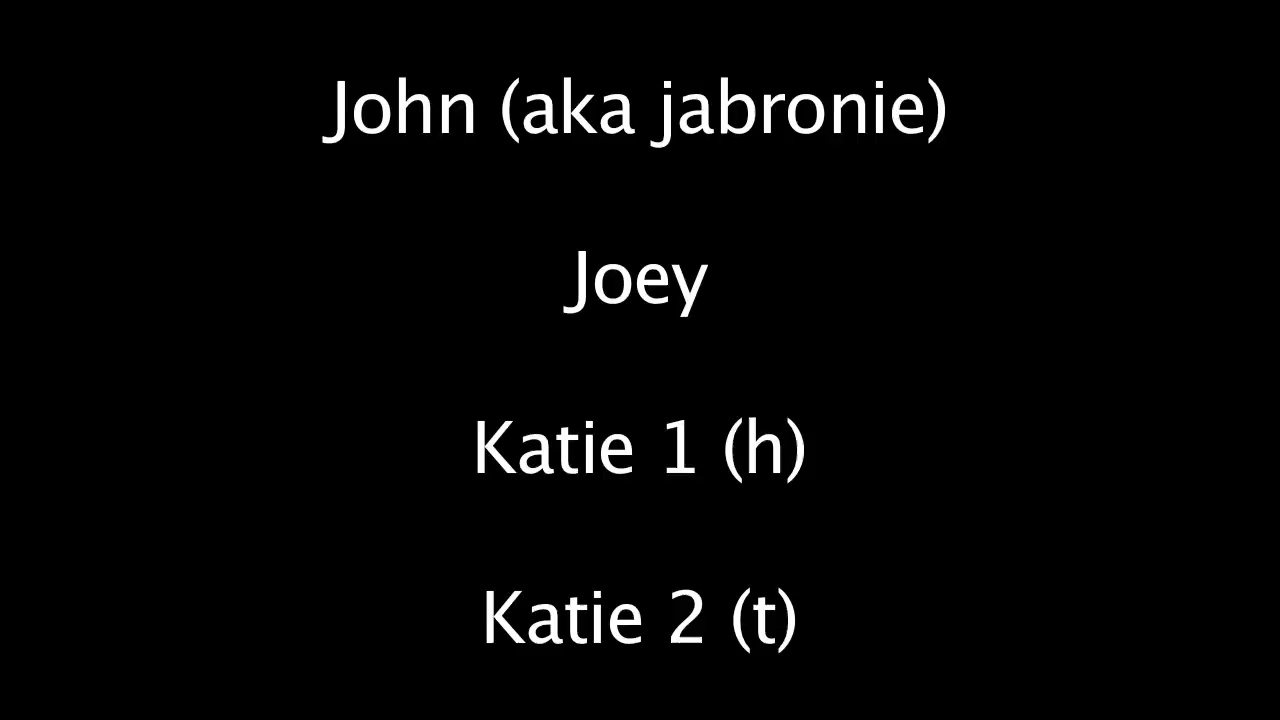 John (aka jabronie)
Joey
Katie 1 (h)
Katie 2 (t)